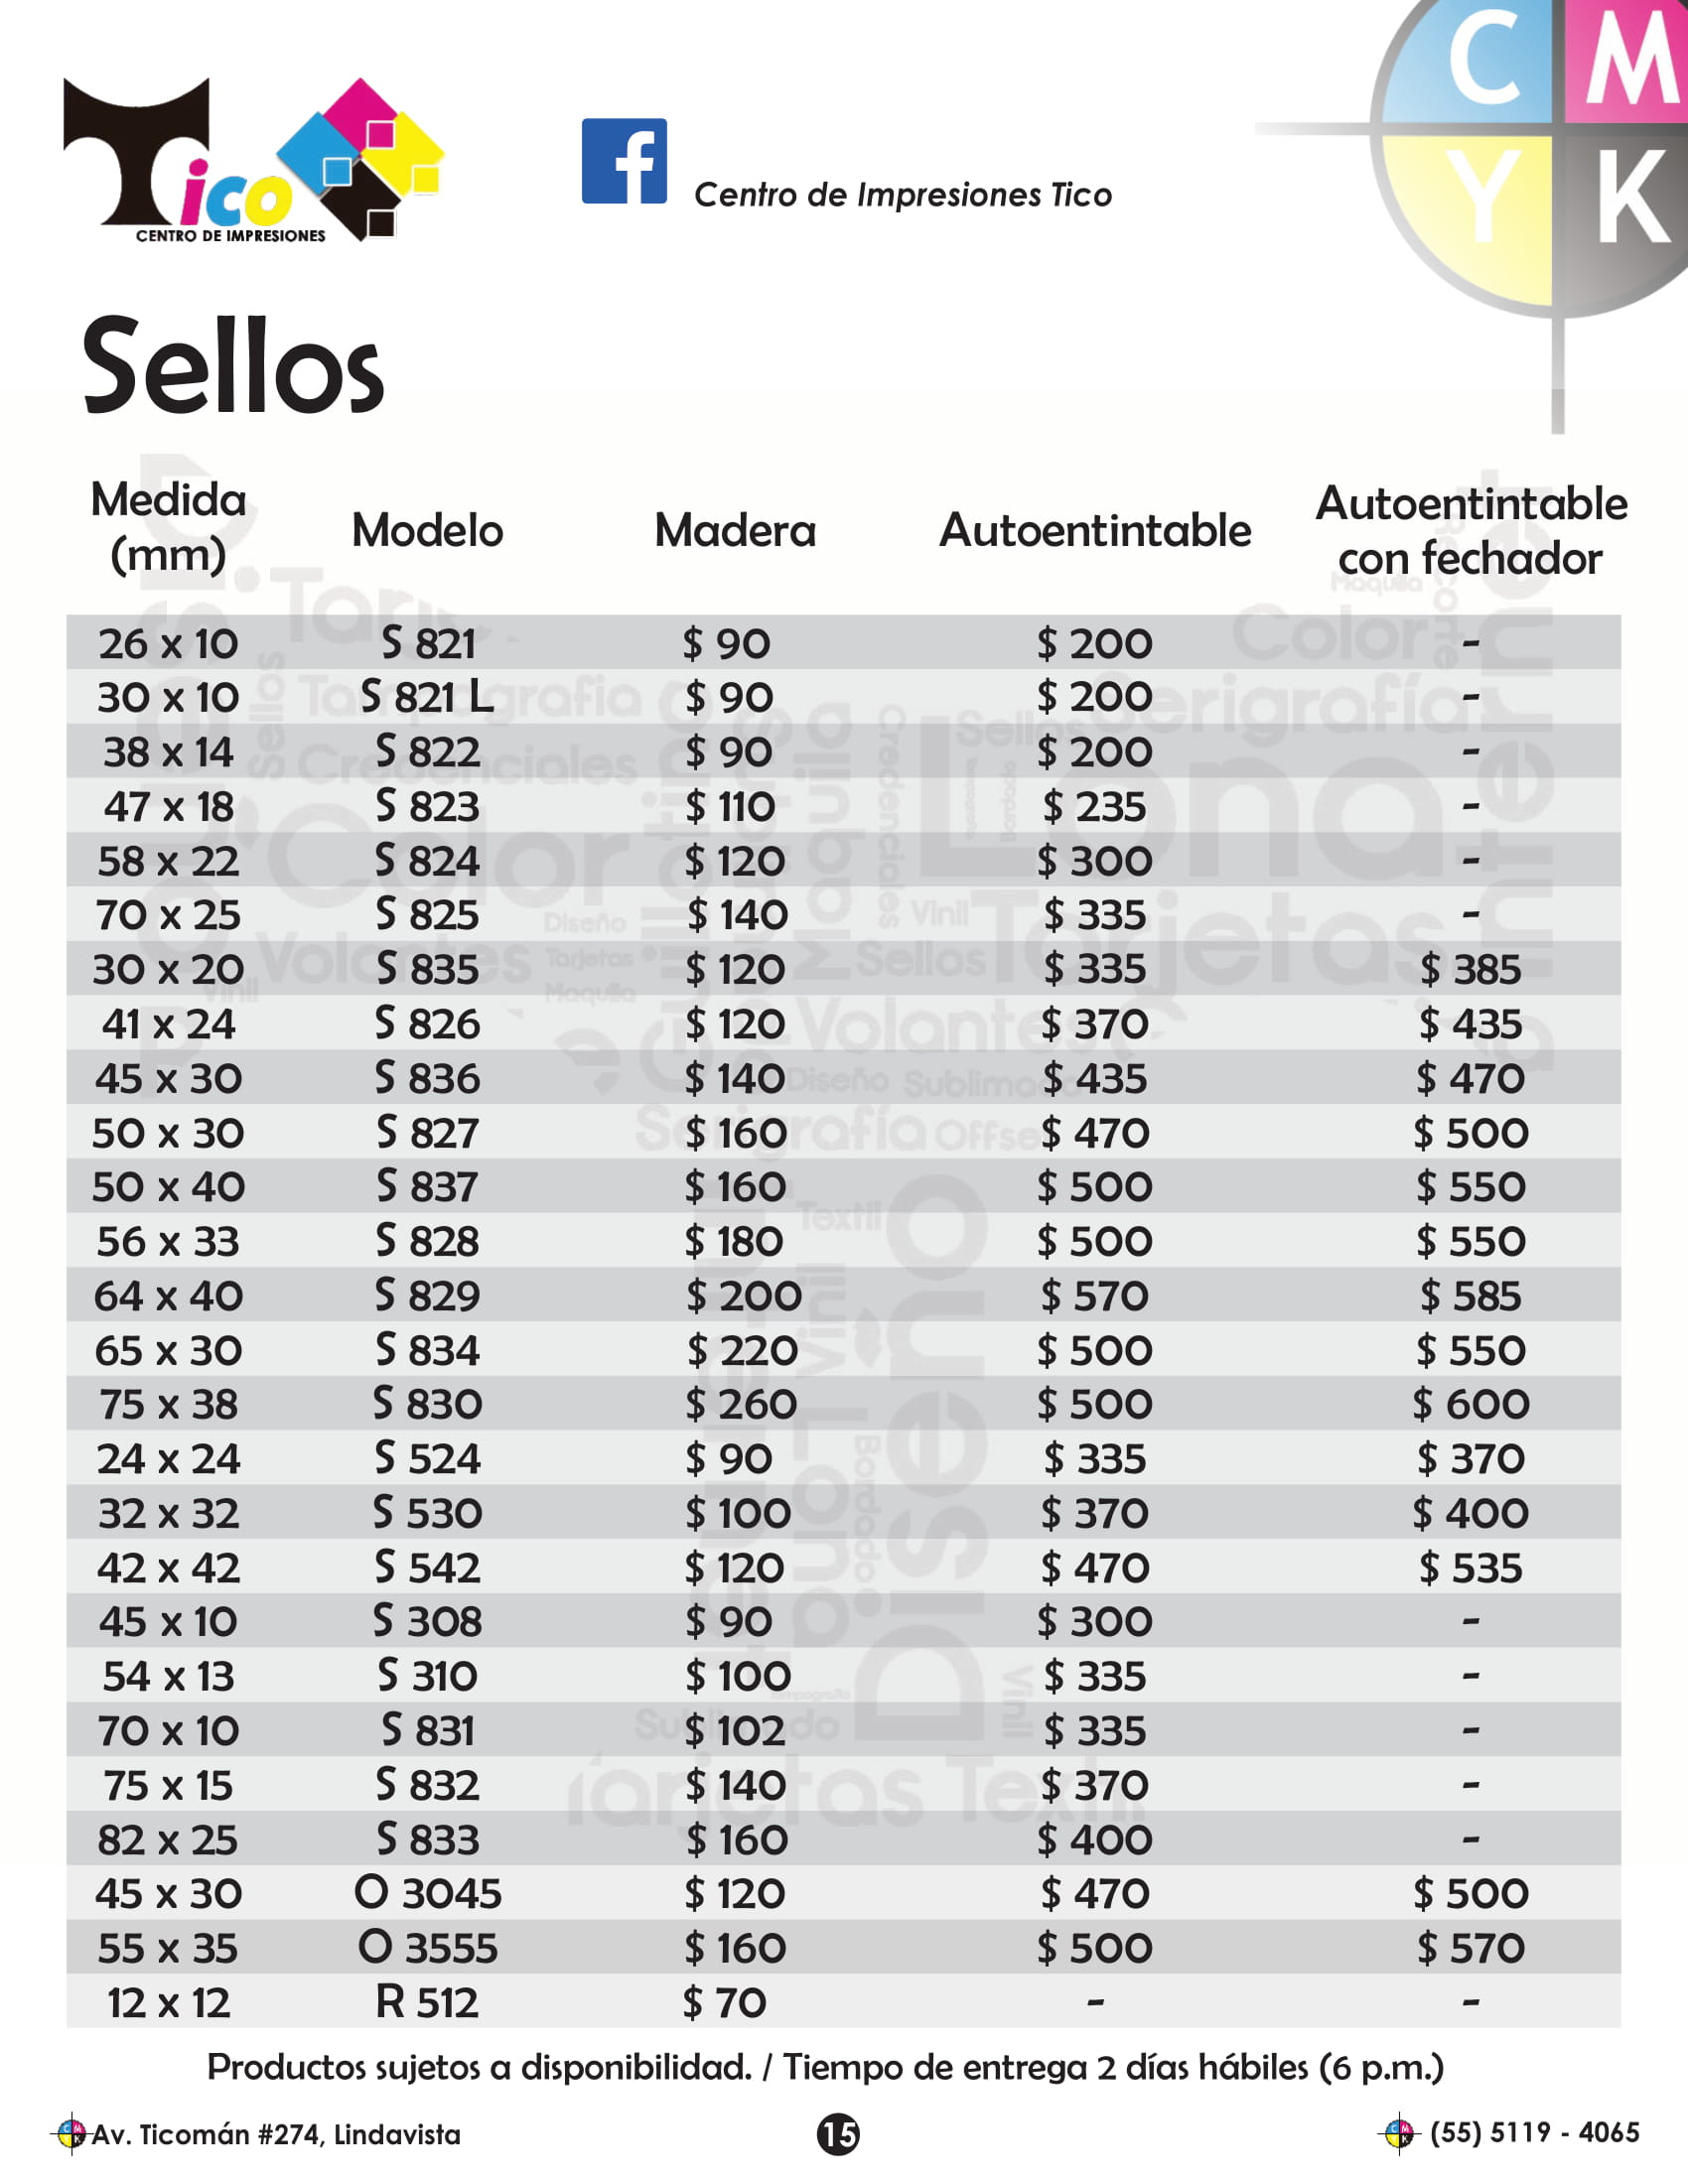 Tico
CENTRO DE IMPRESIONES
Centro de Impresiones Tico
C M
Y K
Sellos
Medida (mm) Modelo Madera Autoentintable Autoentintable con fechador
26 x 10 S 821 $ 90 $ 200 -
30 x 10 S 821 L $ 90 $ 200 -
38 x 14 S 822 $ 90 $ 200 -
47 x 18 S 823 $ 110 $ 235 -
58 x 22 S 824 $ 120 $ 300 -
70 x 25 S 825 $ 140 $ 335 -
30 x 20 S 835 $ 120 $ 335 $ 385
41 x 24 S 826 $ 120 $ 370 $ 435
45 x 30 S 836 $ 140 $ 435 $ 470
50 x 30 S 827 $ 160 $ 470 $ 500
50 x 40 S 837 $ 160 $ 500 $ 550
56 x 33 S 828 $ 180 $ 500 $ 550
64 x 40 S 829 $ 200 $ 570 $ 585
65 x 30 S 834 $ 220 $ 500 $ 550
75 x 38 S 830 $ 260 $ 500 $ 600
24 x 24 S 524 $ 90 $ 335 $ 370
32 x 32 S 530 $ 100 $ 370 $ 400
42 x 42 S 542 $ 120 $ 470 $ 535
45 x 10 S 308 $ 90 $ 300 -
54 x 13 S 310 $ 100 $ 335 -
70 x 10 S 831 $ 102 $ 335 -
75 x 15 S 832 $ 140 $ 370 -
82 x 25 S 833 $ 160 $ 400 -
45 x 30 O 3045 $ 120 $ 470 $ 500
55 x 35 O 3555 $ 160 $ 500 $ 570
12 x 12 R 512 $ 70 - -
Productos sujetos a disponibilidad. / Tiempo de entrega 2 días hábiles (6 p.m.)
Av. Ticomán #274, Lindavista 15 (55) 5119 - 4065